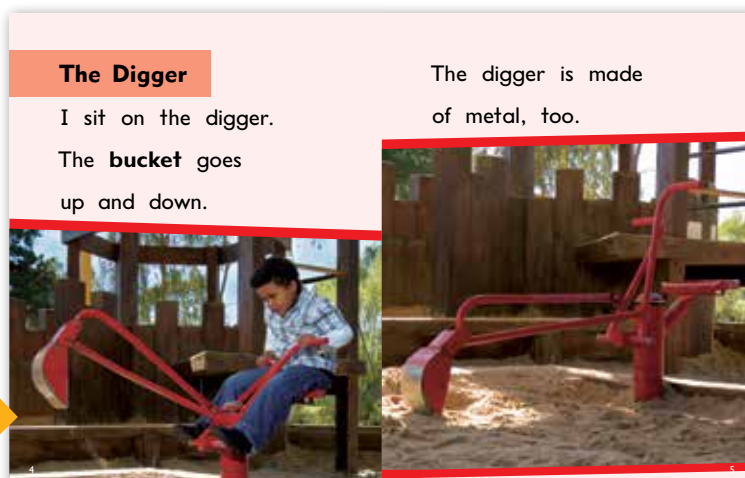 The Digger
I sit on the digger.
The bucket goes
up and down.
4
The digger is made
of metal, too.
5